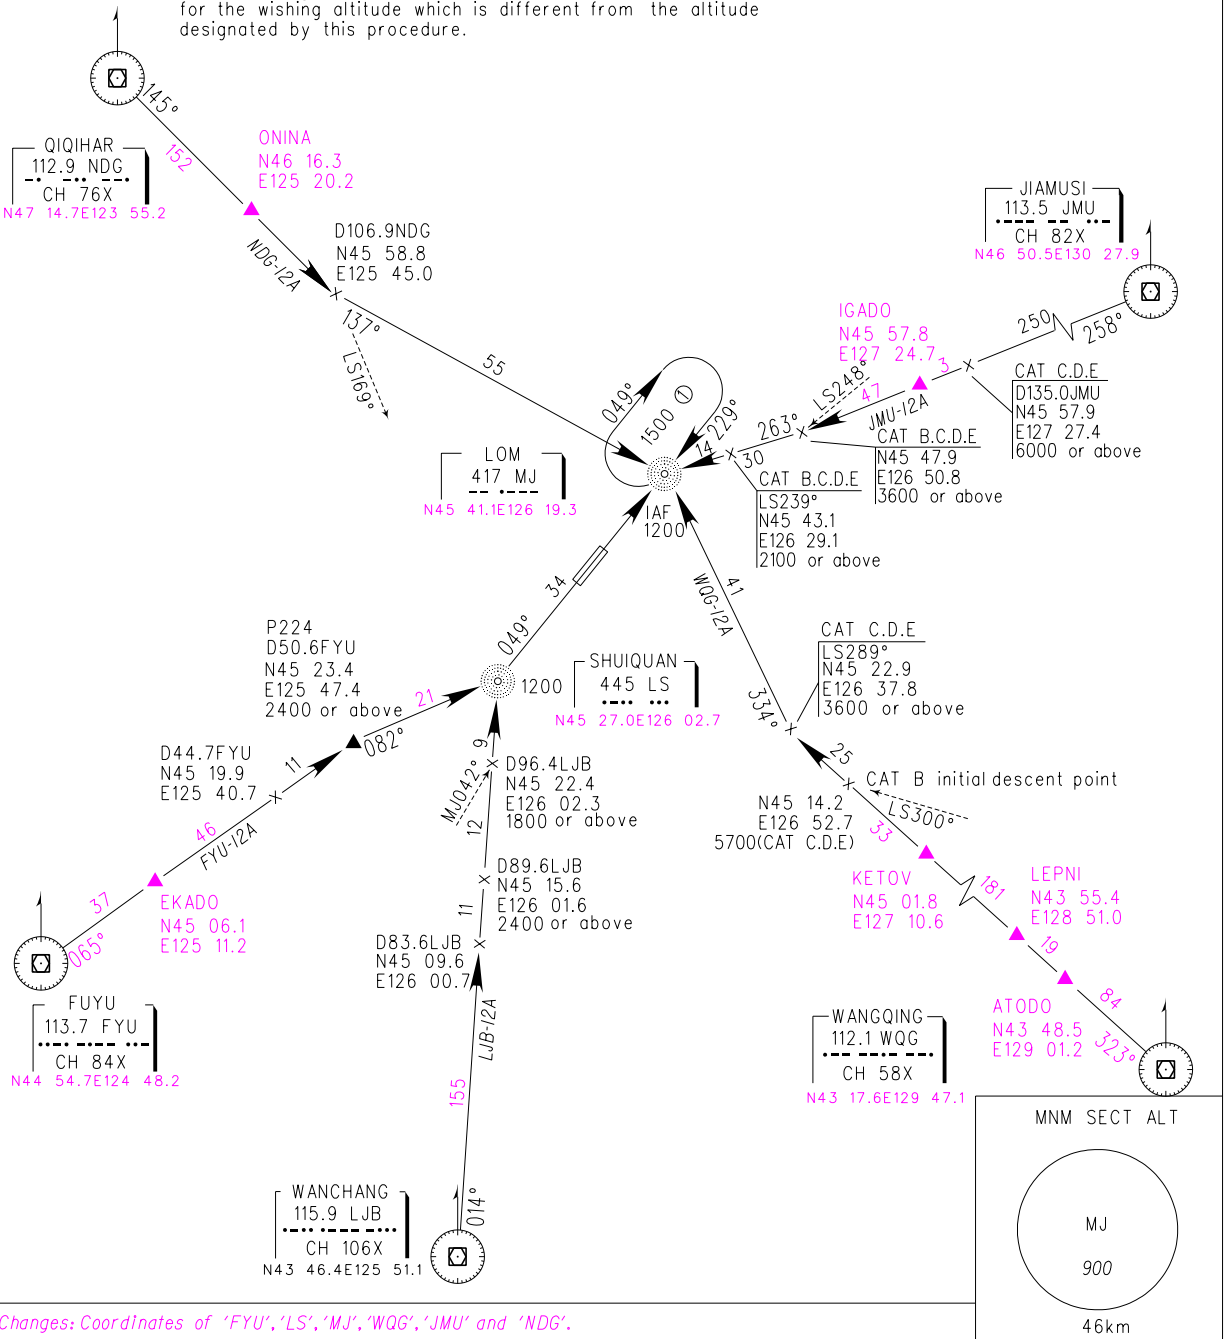 for the wishing altitude which is different from the altitude
designated by this procedure.
145°
152
QIQIHAR
112.9 NDG
CH 76X
N47 14.7E123 55.2
ONINA
N46 16.3
E125 20.2
NDG-12A
D106.9NDG
N45 58.8
E125 45.0
137°
LS169°
55
JIAMUSI
113.5 JMU
CH 82X
N46 50.5E130 27.9
IGADO
N45 57.8
E127 24.7
250
258°
3
47
JMU-12A
LS248°
263°
CAT C.D.E
D135.0JMU
N45 57.9
E127 27.4
6000 or above
CAT B.C.D.E
N45 47.9
E126 50.8
3600 or above
30
14
CAT B.C.D.E
LS239°
N45 43.1
E126 29.1
2100 or above
049°
1500 1
229°
LOM
417 MJ
N45 41.1E126 19.3
IAF
1200
34
049°
41
WQG-12A
P224
D50.6FYU
N45 23.4
E125 47.4
2400 or above
21
082°
1200
SHUIQUAN
445 LS
N45 27.0E126 02.7
CAT C.D.E
LS289°
N45 22.9
E126 37.8
3600 or above
334°
25
CAT B initial descent point
LS300°
N45 14.2
E126 52.7
5700(CAT C.D.E)
33
D44.7FYU
N45 19.9
E125 40.7
11
46
FYU-12A
MJ042°
9
D96.4LJB
N45 22.4
E126 02.3
1800 or above
12
D89.6LJB
N45 15.6
E126 01.6
2400 or above
11
D83.6LJB
N45 09.6
E126 00.7
KETOV
N45 01.8
E127 10.6
181
LEPNI
N43 55.4
E128 51.0
19
84
323°
ATODO
N43 48.5
E129 01.2
37
065°
EKADO
N45 06.1
E125 11.2
FUYU
113.7 FYU
CH 84X
N44 54.7E124 48.2
LJB-12A
155
014°
WANGQING
112.1 WQG
CH 58X
N43 17.6E129 47.1
WANCHANG
115.9 LJB
CH 106X
N43 46.4E125 51.1
MNM SECT ALT
MJ
900
46km
Changes: Coordinates of 'FYU','LS','MJ','WQG','JMU' and 'NDG'.